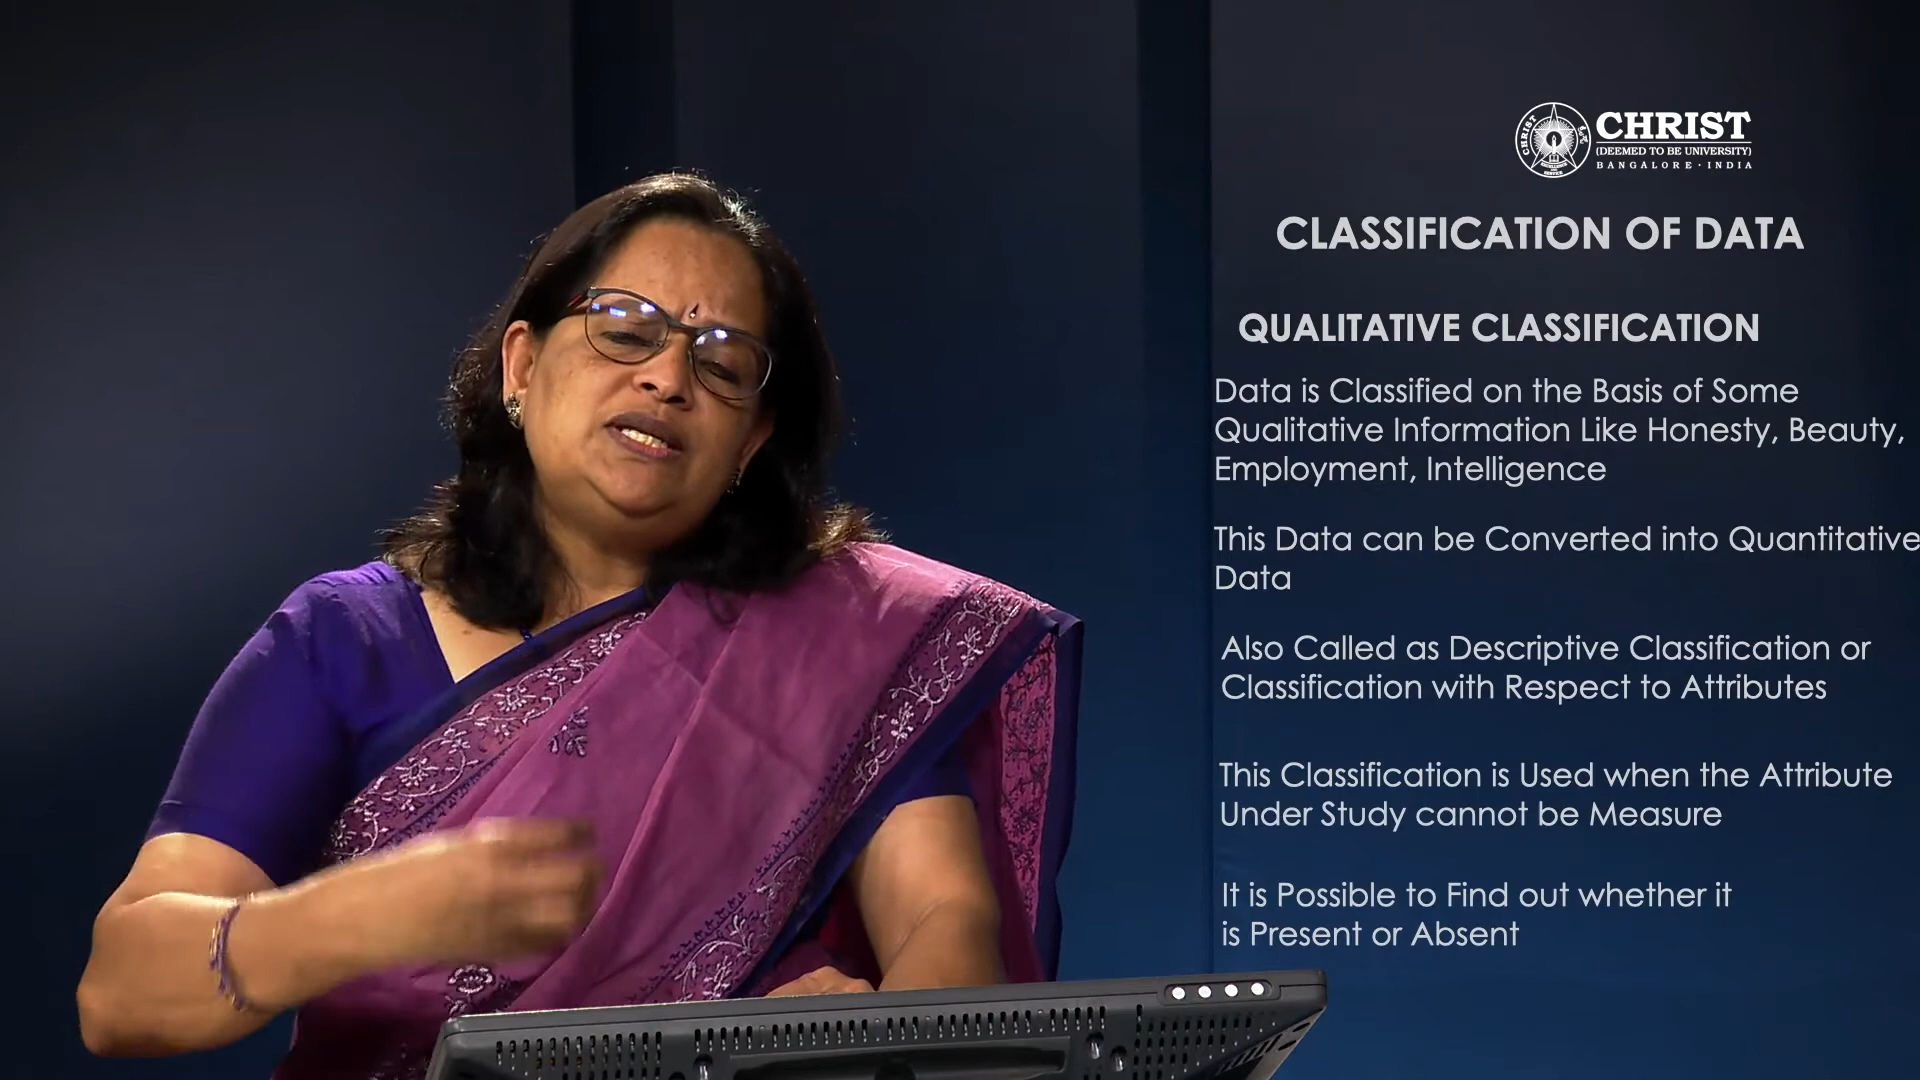 CHRIST
(DEEMED TO BE UNIVERSITY)
BANGALORE · INDIA
CLASSIFICATION OF DATA
QUALITATIVE CLASSIFICATION
Data is Classified on the Basis of Some
Qualitative Information Like Honesty, Beauty,
Employment, Intelligence
This Data can be Converted into Quantitative
Data
Also Called as Descriptive Classification or
Classification with Respect to Attributes
This Classification is Used when the Attribute
Under Study cannot be Measure
It is Possible to Find out whether it
is Present or Absent